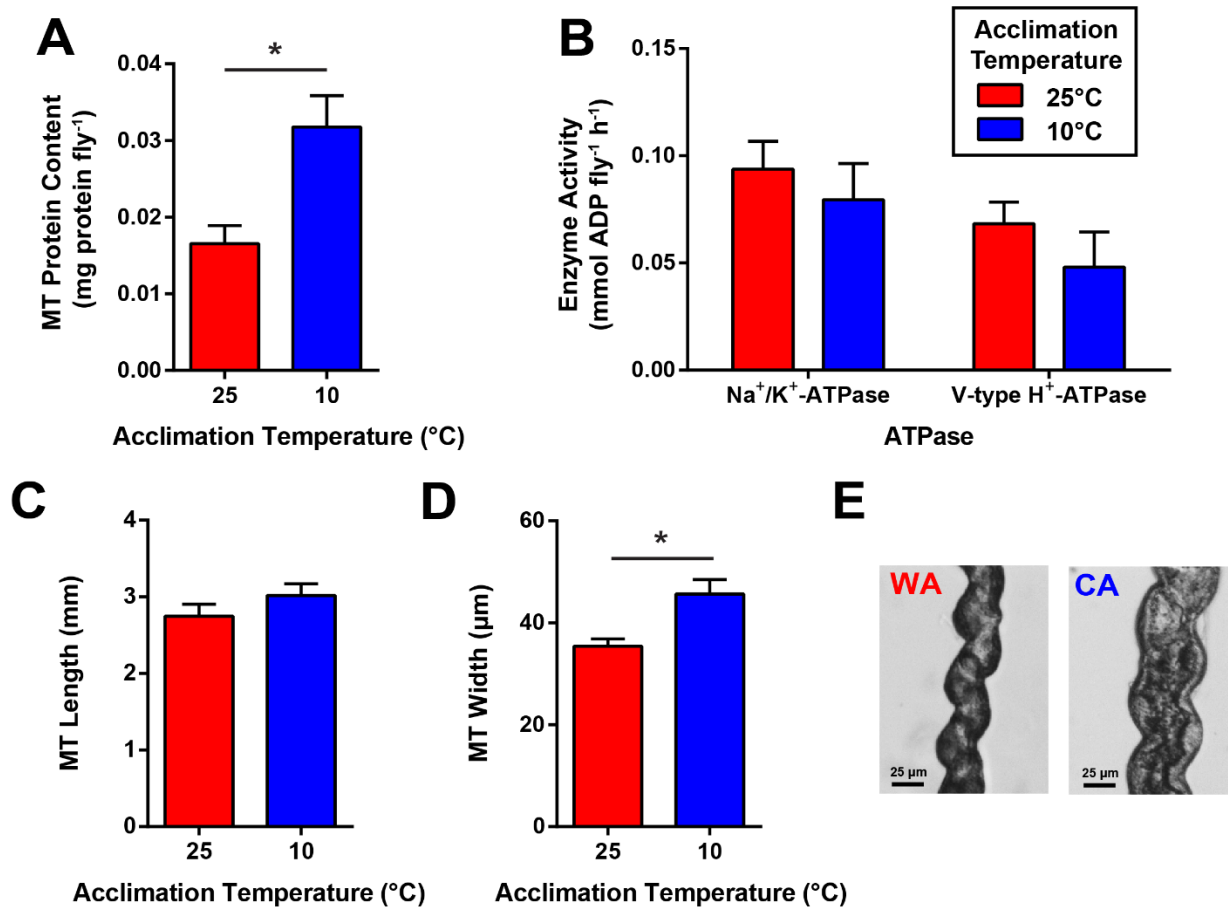 A
*
0.04
0.03
0.02
0.01
0.00
MT Protein Content
(mg protein fly⁻¹)
25
10
Acclimation Temperature (°C)
B
0.15
0.10
0.05
0.00
Enzyme Activity
(mmol ADP fly⁻¹ h⁻¹)
Acclimation
Temperature
25°C
10°C
Na⁺/K⁺-ATPase
V-type H⁺-ATPase
ATPase
C
4
3
2
1
0
MT Length (mm)
25
10
Acclimation Temperature (°C)
D
*
60
40
20
0
MT Width (µm)
25
10
Acclimation Temperature (°C)
E
WA
25 µm
CA
25 µm